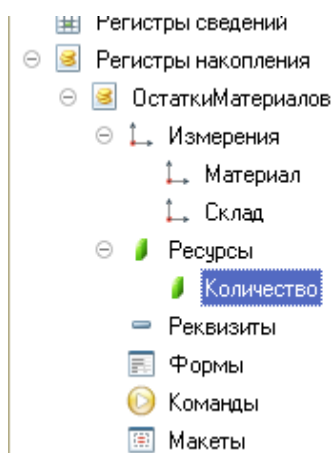 Регистры сведений
Регистры накопления
ОстаткиМатериалов
Измерения
Материал
Склад
Ресурсы
Количество
Реквизиты
Формы
Команды
Макеты